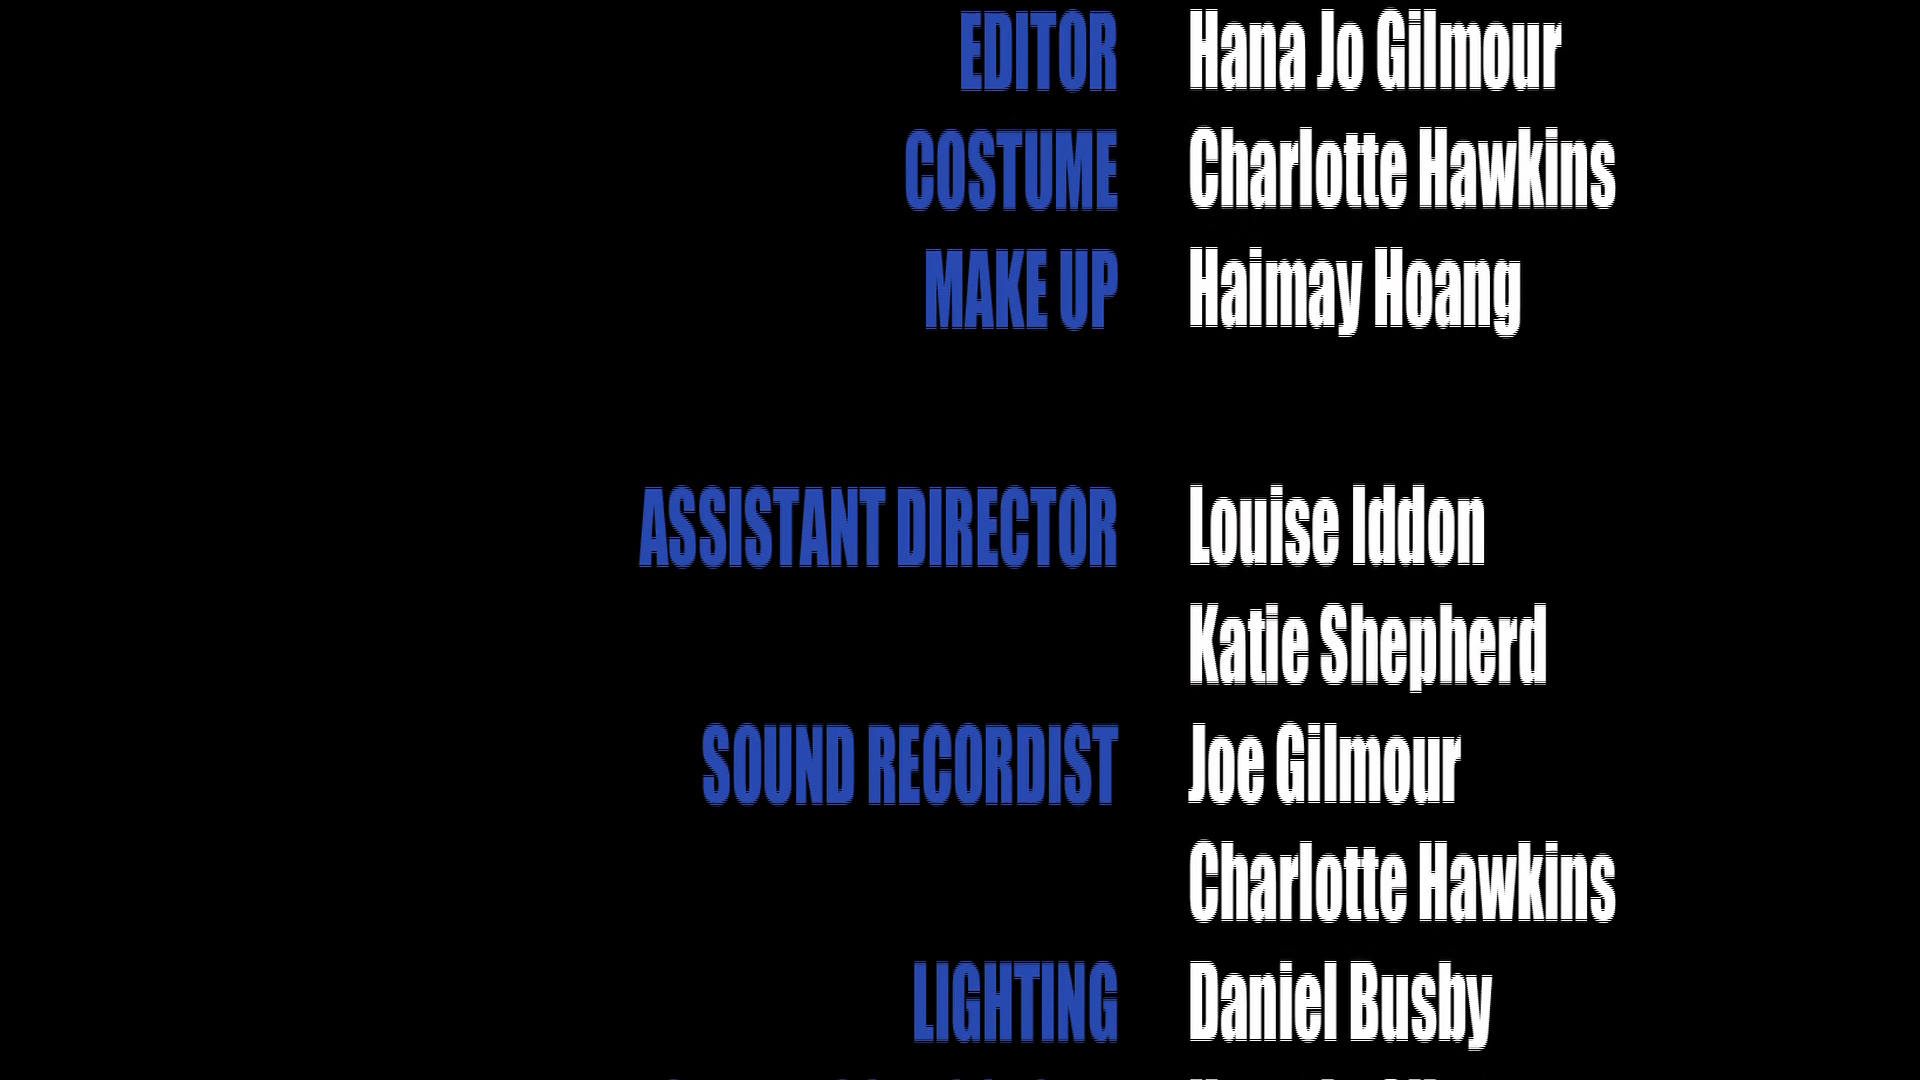 EDITOR Hana Jo Gilmour
COSTUME Charlotte Hawkins
MAKE UP Haimay Hoang
ASSISTANT DIRECTOR Louise Iddon
Katie Shepherd
SOUND RECORDIST Joe Gilmour
Charlotte Hawkins
LIGHTING Daniel Busby